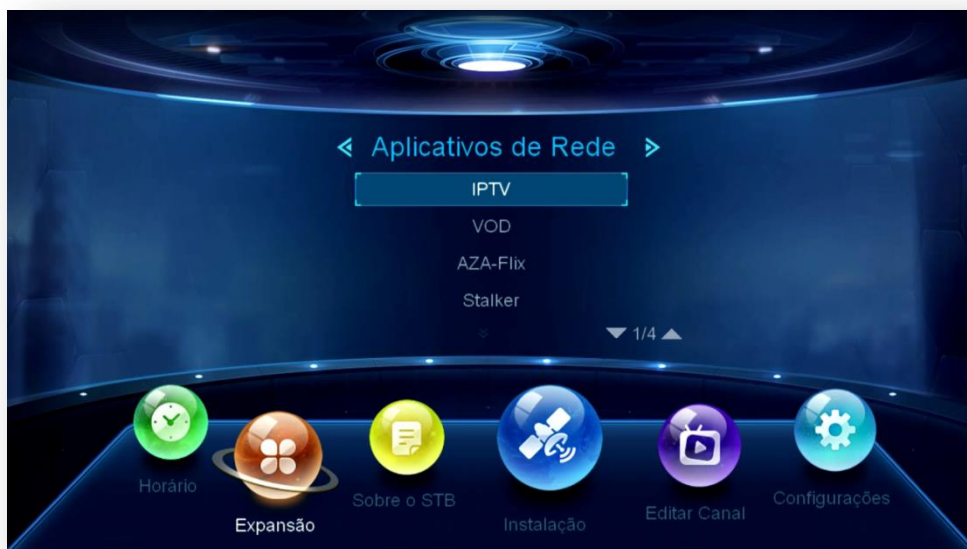 Aplicativos de Rede
IPTV
VOD
AZA-Flix
Stalker
1/4
Horário
Expansão
Sobre o STB
Instalação
Editar Canal
Configurações